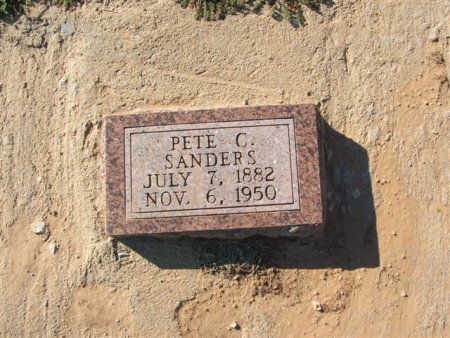 PETE C.
SANDERS
JULY 7, 1882
NOV. 6, 1950